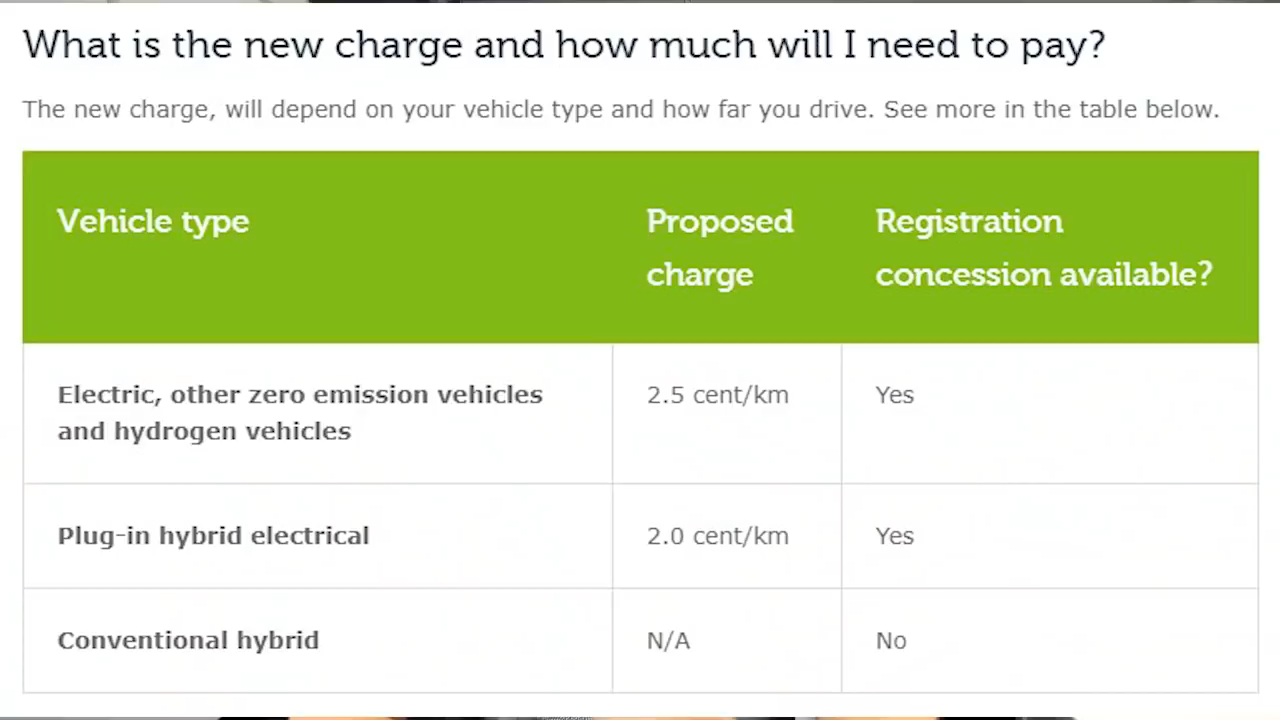 What is the new charge and how much will I need to pay?
The new charge, will depend on your vehicle type and how far you drive. See more in the table below.
Vehicle type
Proposed
charge
Registration
concession available?
Electric, other zero emission vehicles
and hydrogen vehicles
2.5 cent/km
Yes
Plug-in hybrid electrical
2.0 cent/km
Yes
Conventional hybrid
N/A
No